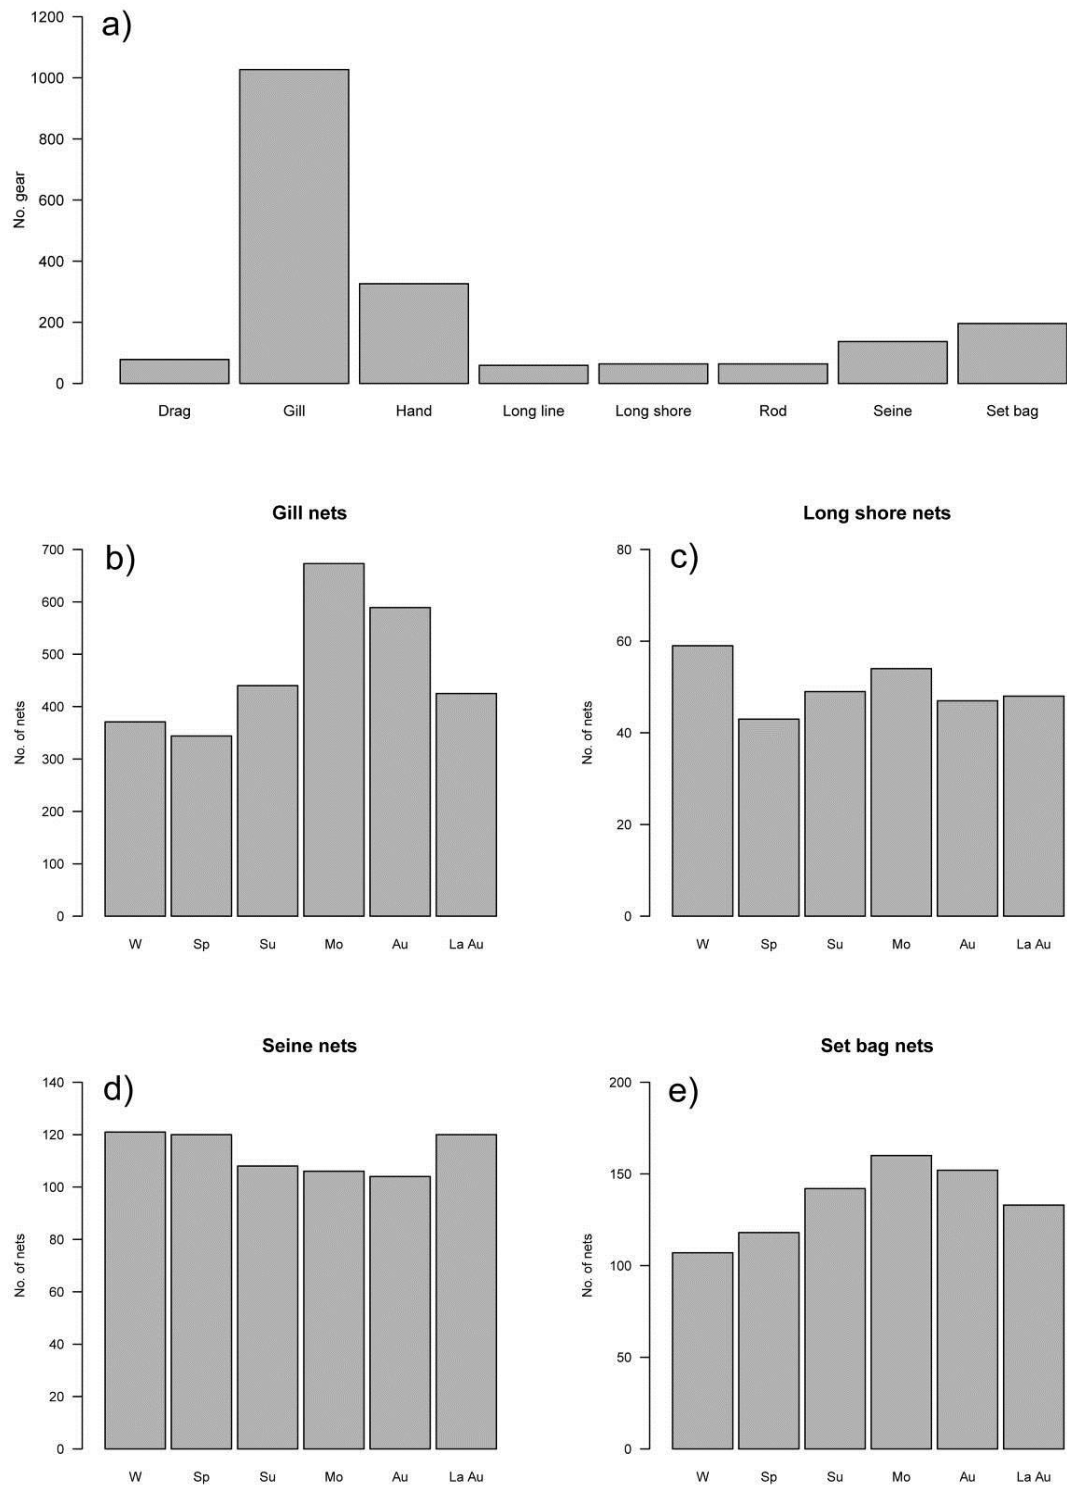 a)
1200
1000
800
600
400
200
0
No. gear
Drag Gill Hand Long line Long shore Rod Seine Set bag
Gill nets
b)
700
600
500
400
300
200
100
0
No. of nets
W Sp Su Mo Au La Au
Long shore nets
c)
80
60
40
20
0
No. of nets
W Sp Su Mo Au La Au
Seine nets
d)
140
120
100
80
60
40
20
0
No. of nets
W Sp Su Mo Au La Au
Set bag nets
e)
200
150
100
50
0
No. of nets
W Sp Su Mo Au La Au